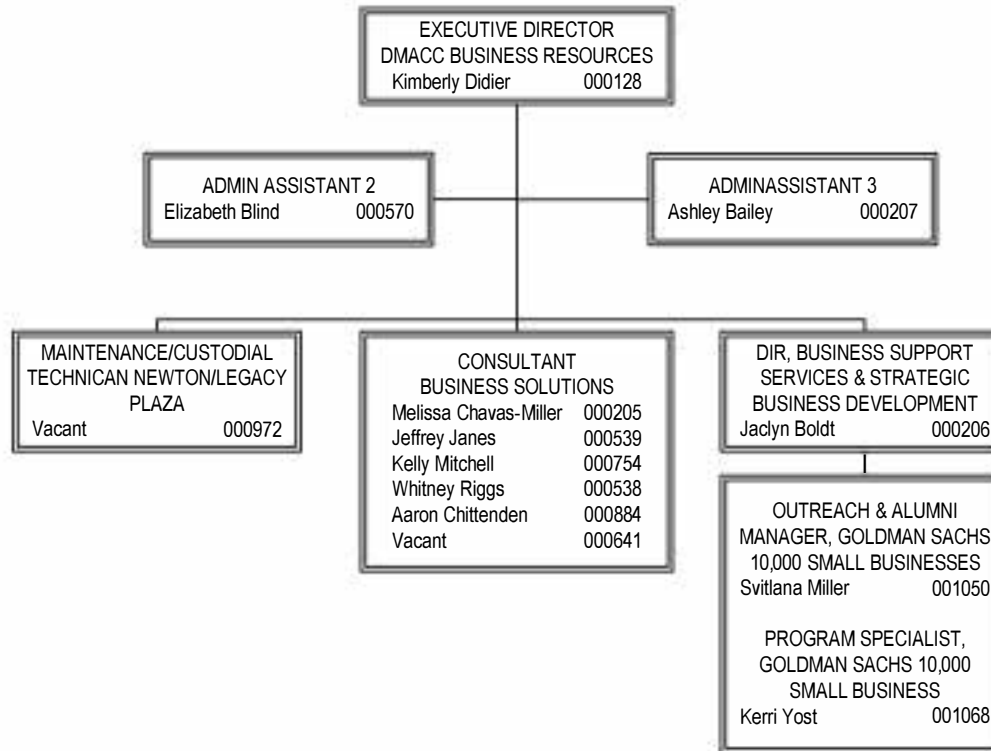 EXECUTIVE DIRECTOR
DMACC BUSINESS RESOURCES
Kimberly Didier 000128
ADMIN ASSISTANT 2
Elizabeth Blind 000570
ADMINASSISTANT 3
Ashley Bailey 000207
MAINTENANCE/CUSTODIAL
TECHNICAN NEWTON/LEGACY
PLAZA
Vacant 000972
CONSULTANT
BUSINESS SOLUTIONS
Melissa Chavas-Miller 000205
Jeffrey Janes 000539
Kelly Mitchell 000754
Whitney Riggs 000538
Aaron Chittenden 000884
Vacant 000641
DIR, BUSINESS SUPPORT
SERVICES & STRATEGIC
BUSINESS DEVELOPMENT
Jaclyn Boldt 000206
OUTREACH & ALUMNI
MANAGER, GOLDMAN SACHS
10,000 SMALL BUSINESSES
Svitlana Miller 001050
PROGRAM SPECIALIST,
GOLDMAN SACHS 10,000
SMALL BUSINESS
Kerri Yost 001068